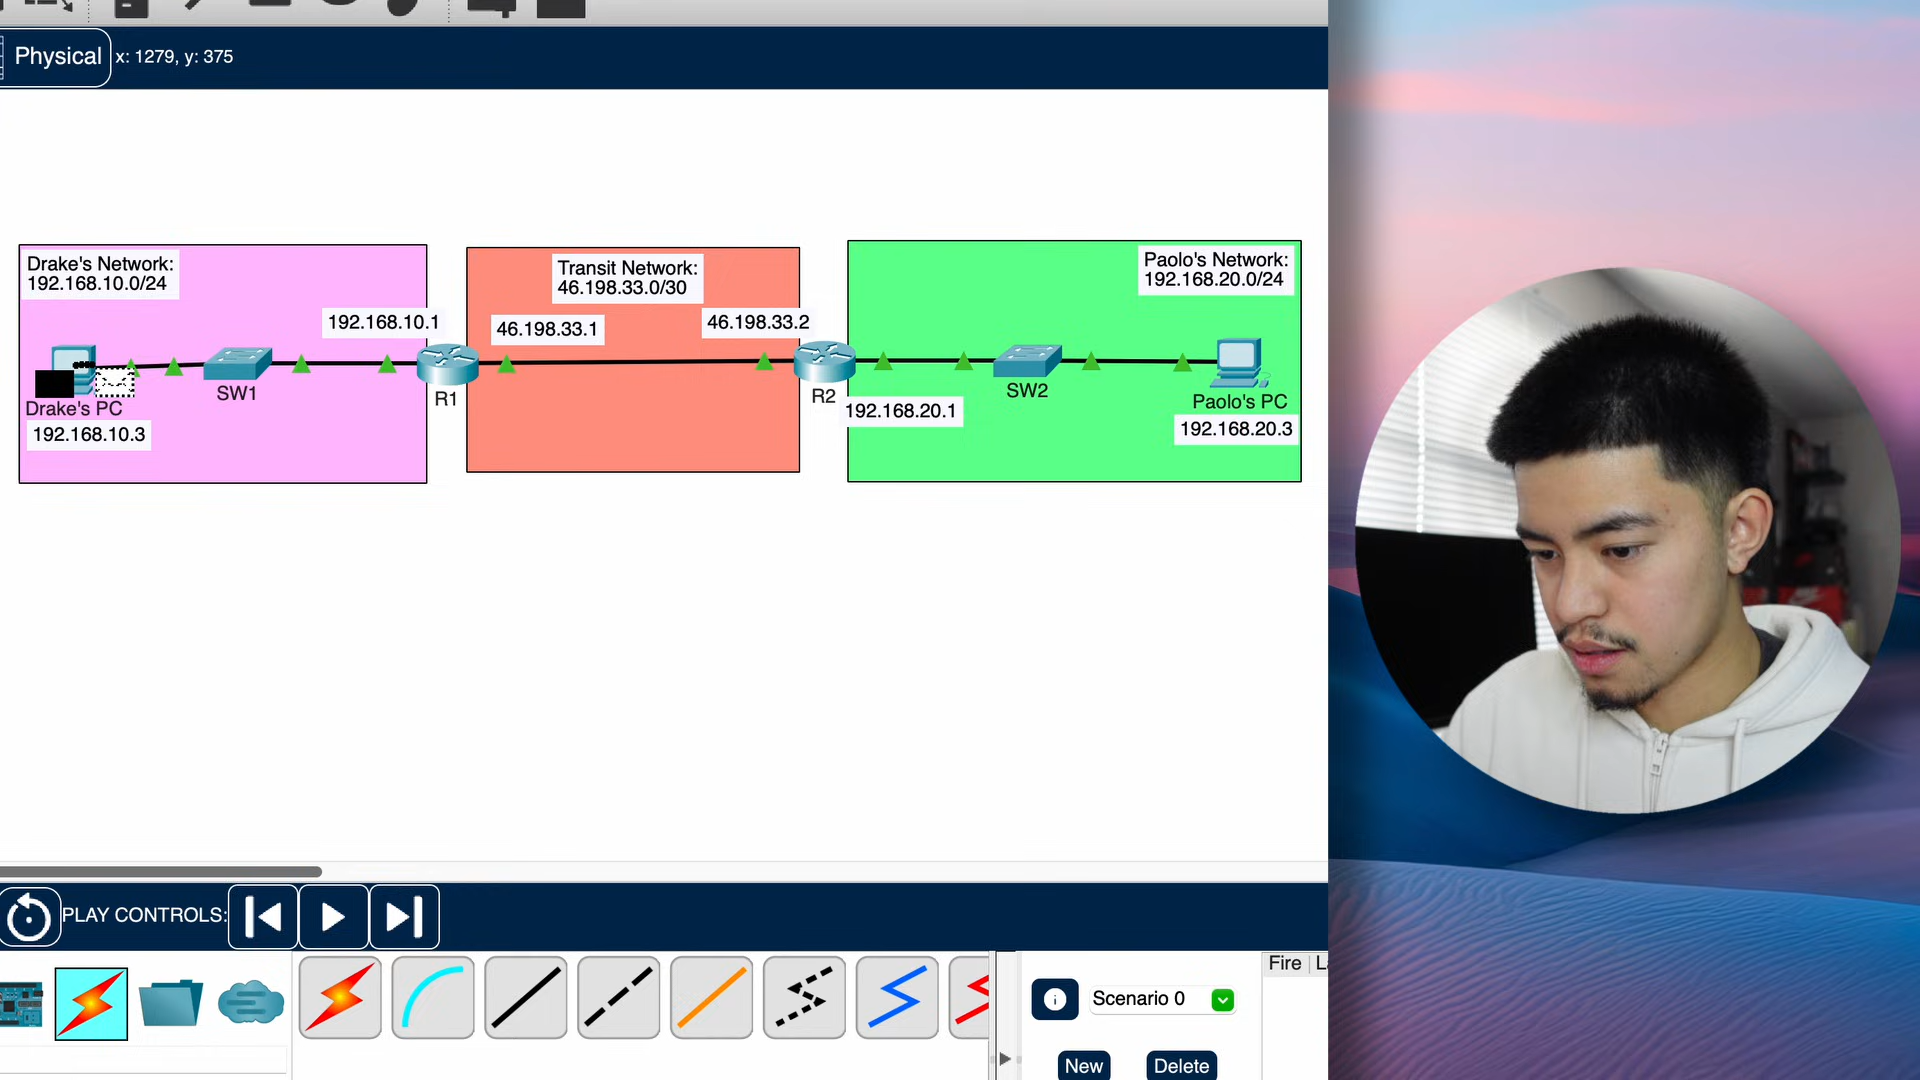 Physical
x: 1279, y: 375
Drake's Network:
192.168.10.0/24
Transit Network:
46.198.33.0/30
Paolo's Network:
192.168.20.0/24
192.168.10.1
46.198.33.1
46.198.33.2
SW1
R1
R2
SW2
192.168.20.1
Drake's PC
192.168.10.3
Paolo's PC
192.168.20.3
PLAY CONTROLS:
Fire
Scenario 0
New
Delete